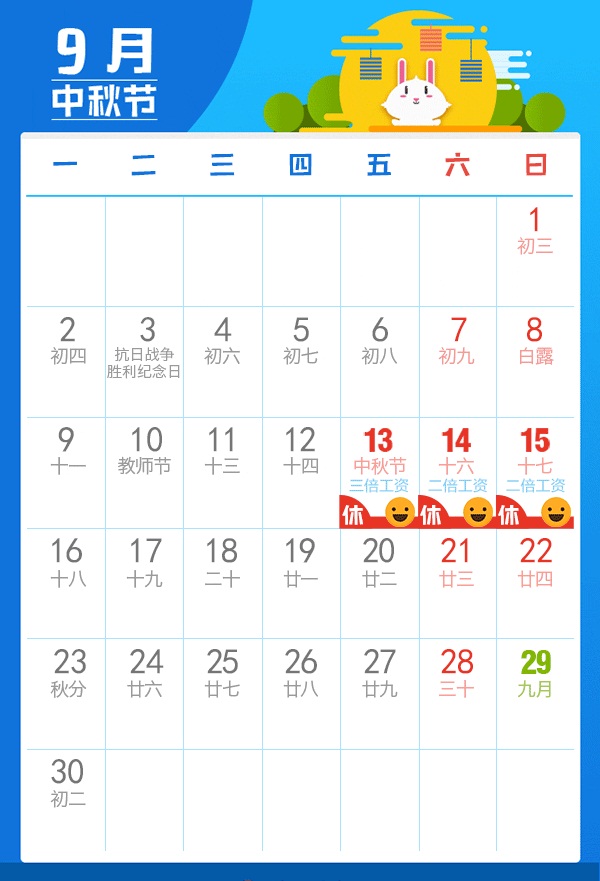 9月
中秋节
一 二 三 四 五 六 日
1
初三
2 3 4 5 6 7 8
初四 抗日战争 初六 初七 初八 初九 白露
胜利纪念日
9 10 11 12 13 14 15
十一 教师节 十三 十四 中秋节 十六 十七
三倍工资 二倍工资 二倍工资
休 休 休
16 17 18 19 20 21 22
十八 十九 二十 廿一 廿二 廿三 廿四
23 24 25 26 27 28 29
秋分 廿六 廿七 廿八 廿九 三十 九月
30
初二